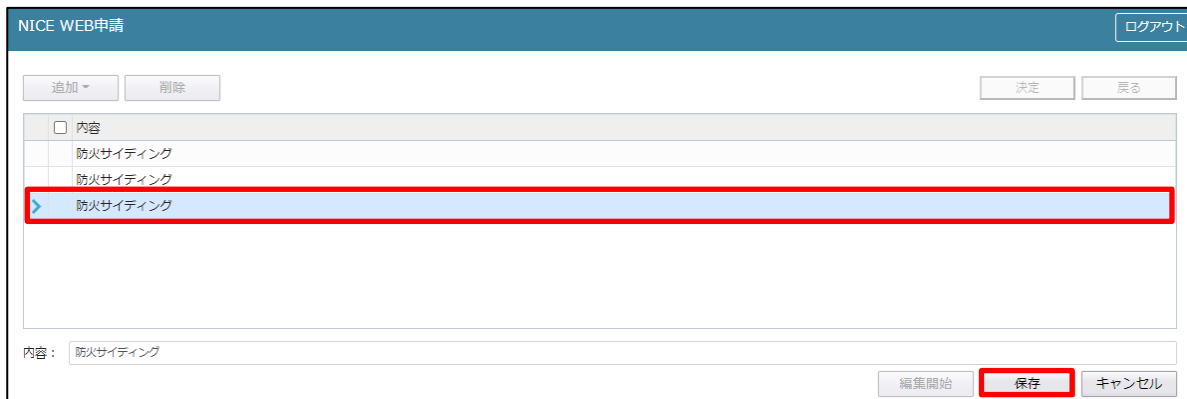 NICE WEB申請 ログアウト
追加 削除 決定 戻る
内容
防火サイディング
防火サイディング
防火サイディング
内容： 防火サイディング
編集開始 保存 キャンセル